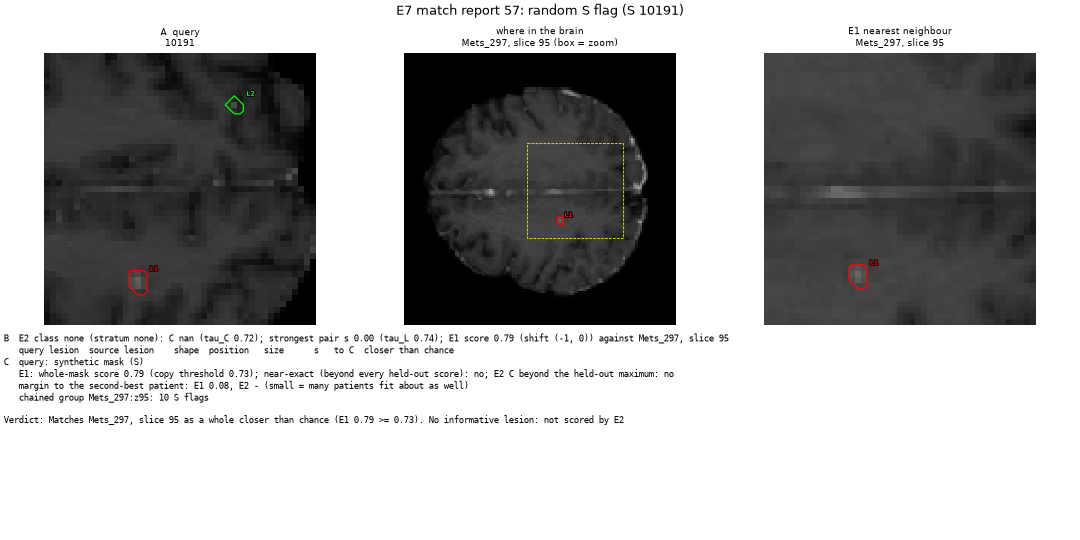 E7 match report 57: random S flag (S 10191)
A query
10191
where in the brain
Mets_297, slice 95 (box = zoom)
E1 nearest neighbour
Mets_297, slice 95
L2
L1
L1
L1
B E2 class none (stratum none): C nan (tau_C 0.72); strongest pair s 0.00 (tau_L 0.74); E1 score 0.79 (shift (-1, 0)) against Mets_297, slice 95
query lesion source lesion shape position size s to C closer than chance
C query: synthetic mask (S)
E1: whole-mask score 0.79 (copy threshold 0.73); near-exact (beyond every held-out score): no; E2 C beyond the held-out maximum: no
margin to the second-best patient: E1 0.08, E2 - (small = many patients fit about as well)
chained group Mets_297:z95: 10 S flags
Verdict: Matches Mets_297, slice 95 as a whole closer than chance (E1 0.79 >= 0.73). No informative lesion: not scored by E2